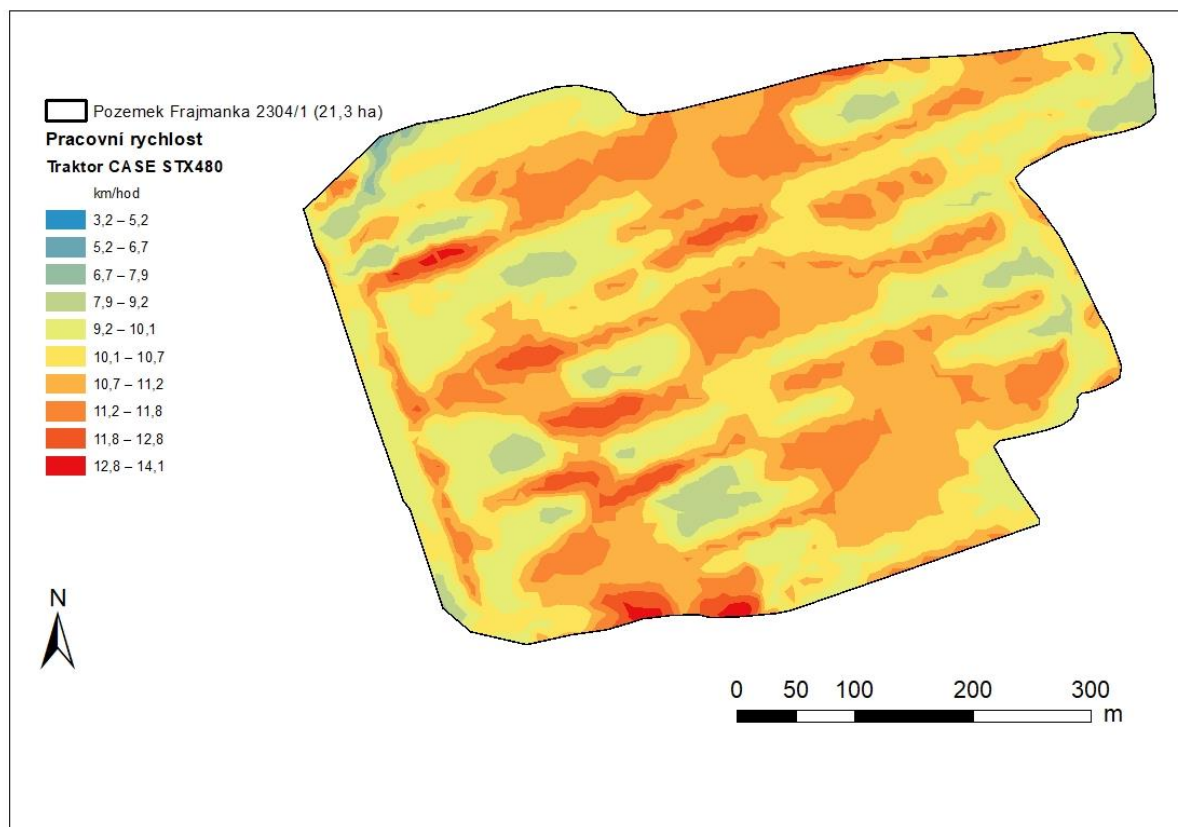 Pozemek Frajmanka 2304/1 (21,3 ha)
Pracovní rychlost
Traktor CASE STX480
km/hod
3,2 – 5,2
5,2 – 6,7
6,7 – 7,9
7,9 – 9,2
9,2 – 10,1
10,1 – 10,7
10,7 – 11,2
11,2 – 11,8
11,8 – 12,8
12,8 – 14,1
N
0 50 100 200 300
m